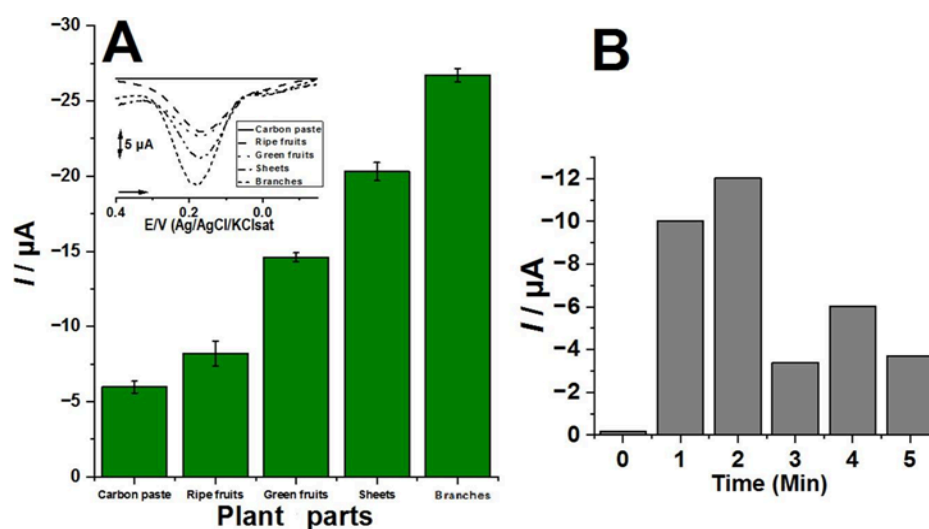 A
−30
−25
−20
−15
−10
−5
0
I / µA
5 µA
Carbon paste
Ripe fruits
Green fruits
Sheets
Branches
0.4 0.2 0.0
E/V (Ag/AgCl/KClsat
Carbon paste Ripe fruits Green fruits Sheets Branches
Plant parts
B
−12
−10
−8
−6
−4
−2
0
I / µA
0 1 2 3 4 5
Time (Min)